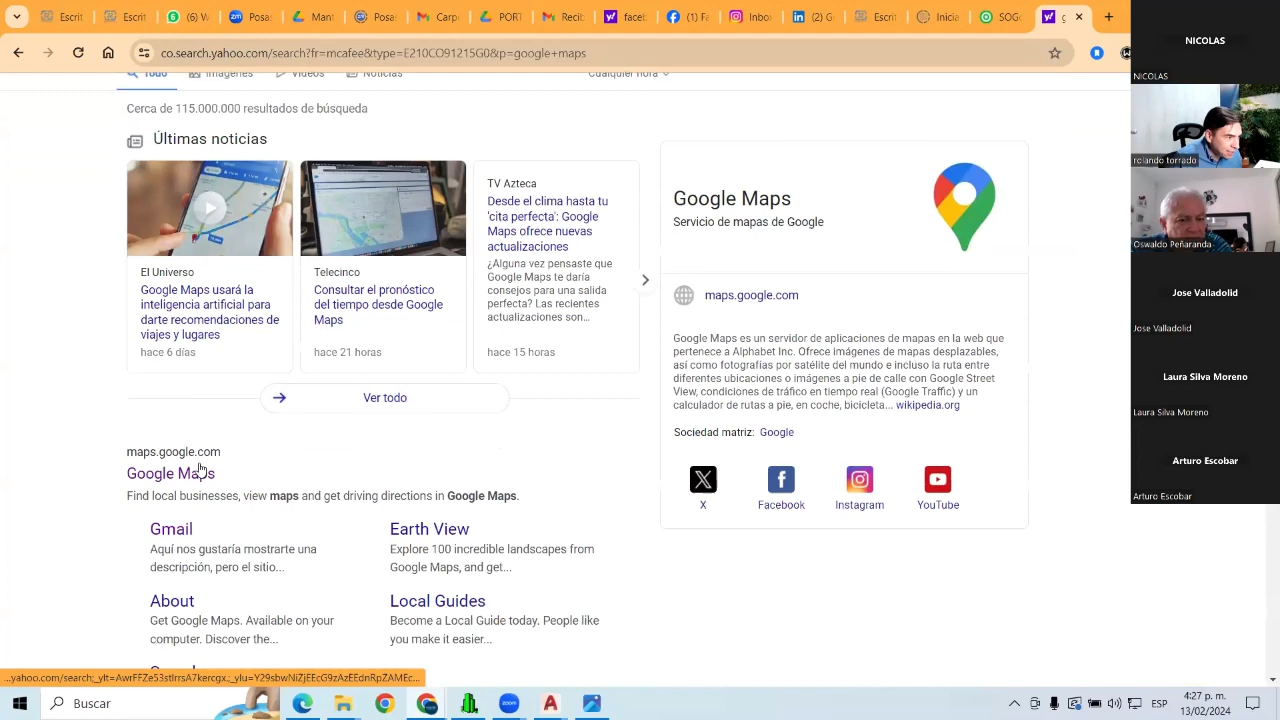 (6)
zm
POLI
G
PORT
Reci
facel
(1) F
Inst
(2) G
Escrit
SOG
co.search.yahoo.com/search?fr=mcafee&type=E210CO91215G0&p=google+maps
Todo
Imágenes
Vídeos
Noticias
Cualquier hora
Cerca de 115.000.000 resultados de búsqueda
Últimas noticias
El Universo
Google Maps usará la
inteligencia artificial para
darte recomendaciones de
viajes y lugares
hace 6 días
Telecinco
Consultar el pronóstico
del tiempo desde Google
Maps
hace 21 horas
TV Azteca
Desde el clima hasta tu
'cita perfecta': Google
Maps ofrece nuevas
actualizaciones
¿Alguna vez pensaste que
Google Maps te daría
consejos para una salida
perfecta? Las recientes
actualizaciones son...
hace 15 horas
Ver todo
maps.google.com
Google Maps
Find local businesses, view maps and get driving directions in Google Maps.
Gmail
Aquí nos gustaría mostrarte una
descripción, pero el sitio...
Earth View
Explore 100 incredible landscapes from
Google Maps, and get...
About
Get Google Maps. Available on your
computer. Discover the...
Local Guides
Become a Local Guide today. People like
you make it easier...
Google Maps
Servicio de mapas de Google
maps.google.com
Google Maps es un servidor de aplicaciones de mapas en la web que
pertenece a Alphabet Inc. Ofrece imágenes de mapas desplazables,
así como fotografías por satélite del mundo e incluso la ruta entre
diferentes ubicaciones o imágenes a pie de calle con Google Street
View, condiciones de tráfico en tiempo real (Google Traffic) y un
calculador de rutas a pie, en coche, bicicleta... wikipedia.org
Sociedad matriz: Google
X
Facebook
Instagram
YouTube
NICOLAS
NICOLAS
rolando torrado
Oswaldo Peñaranda
Jose Valladolid
Jose Valladolid
Laura Silva Moreno
Laura Silva Moreno
Arturo Escobar
Arturo Escobar
Buscar
zoom
4:27 p. m.
13/02/2024